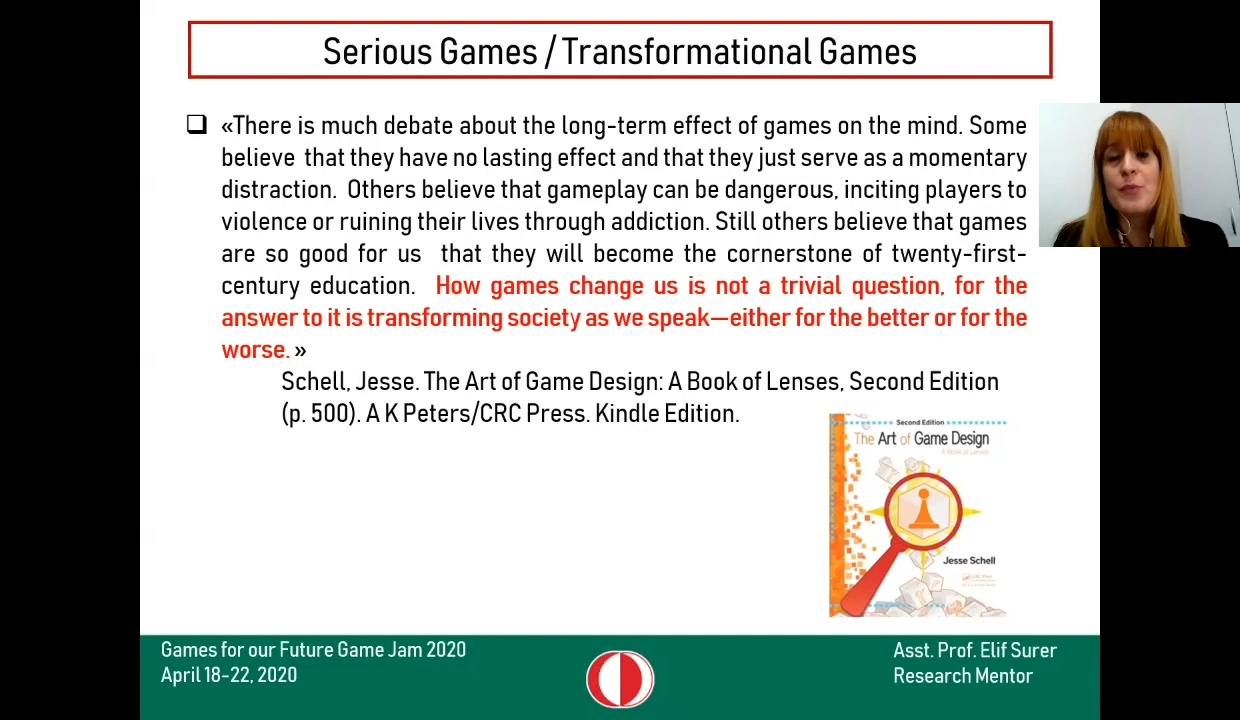 Serious Games / Transformational Games
❑ «There is much debate about the long-term effect of games on the mind. Some
believe that they have no lasting effect and that they just serve as a momentary
distraction. Others believe that gameplay can be dangerous, inciting players to
violence or ruining their lives through addiction. Still others believe that games
are so good for us that they will become the cornerstone of twenty-first-
century education. How games change us is not a trivial question, for the
answer to it is transforming society as we speak—either for the better or for the
worse. »
Schell, Jesse. The Art of Game Design: A Book of Lenses, Second Edition
(p. 500). A K Peters/CRC Press. Kindle Edition.
Second Edition
The Art of Game Design
A Book of Lenses
Jesse Schell
CRC Press
Games for our Future Game Jam 2020
April 18-22, 2020
Asst. Prof. Elif Surer
Research Mentor